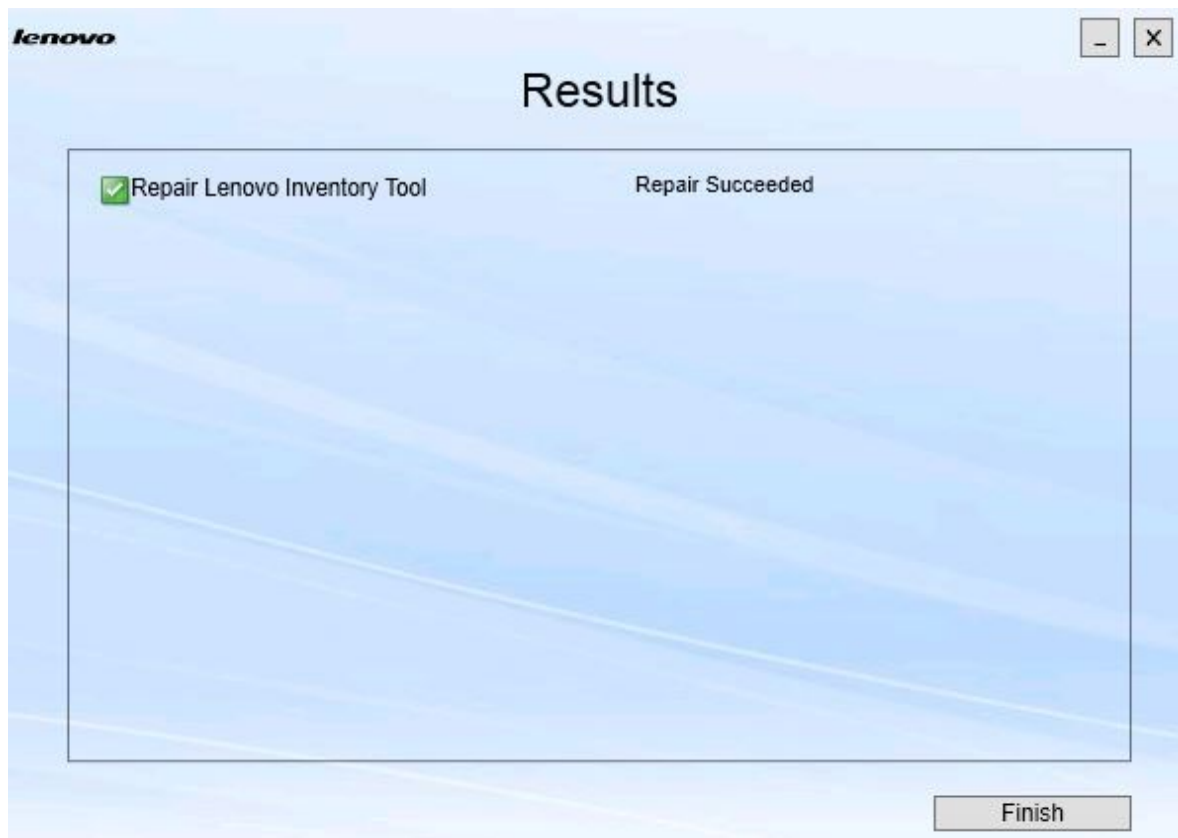 lenovo
Results
Repair Lenovo Inventory Tool Repair Succeeded
Finish